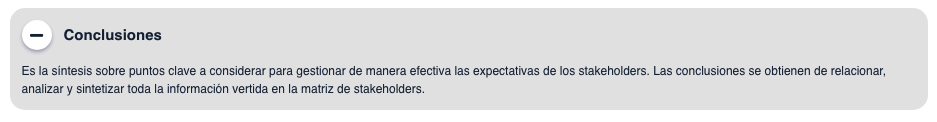 Conclusiones
Es la síntesis sobre puntos clave a considerar para gestionar de manera efectiva las expectativas de los stakeholders. Las conclusiones se obtienen de relacionar,
analizar y sintetizar toda la información vertida en la matriz de stakeholders.